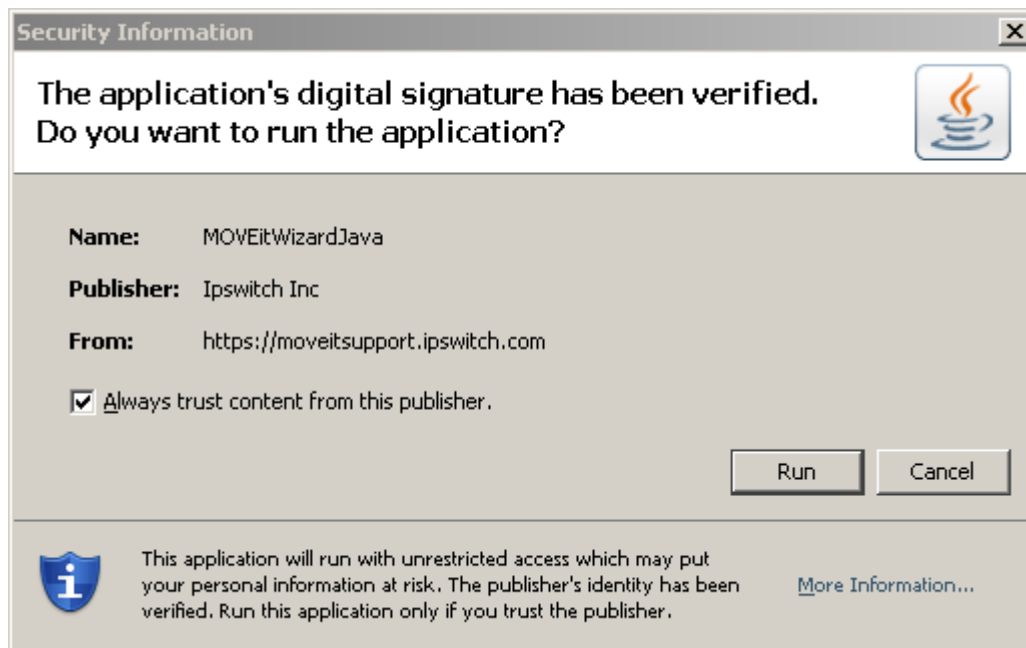 Security Information
The application's digital signature has been verified.
Do you want to run the application?
Name: MOVEitWizardJava
Publisher: Ipswitch Inc
From: https://moveitsupport.ipswitch.com
Always trust content from this publisher.
Run Cancel
This application will run with unrestricted access which may put
your personal information at risk. The publisher's identity has been
verified. Run this application only if you trust the publisher.
More Information...